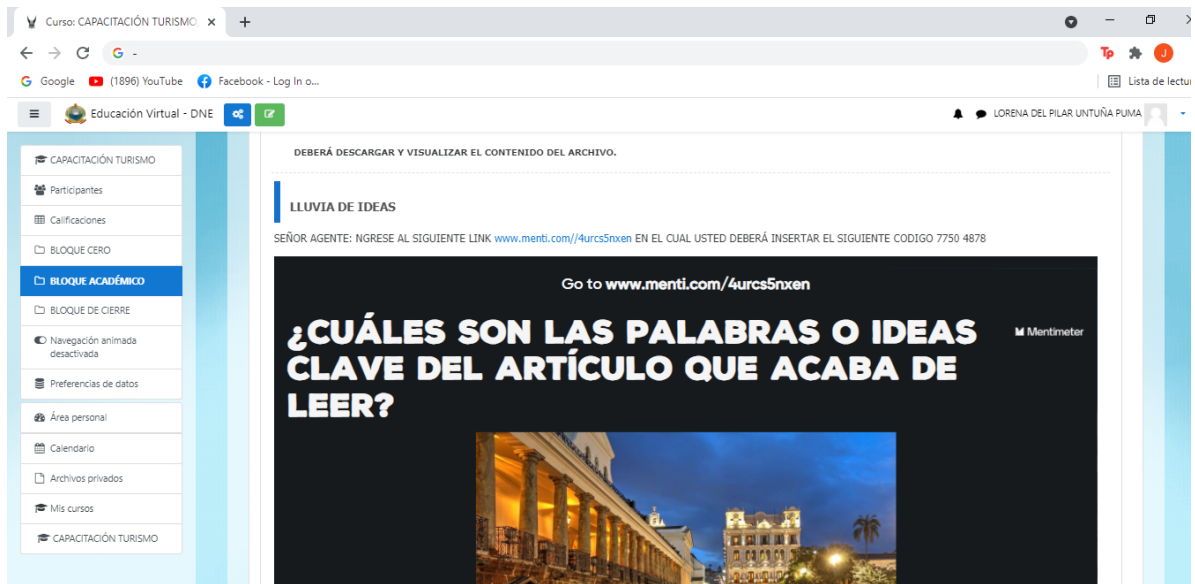 Curso: CAPACITACIÓN TURISMO
G -
Tp
J
Google
(1896) YouTube
Facebook - Log In o...
Lista de lectur
Educación Virtual - DNE
LORENA DEL PILAR UNTUÑA PUMA
CAPACITACIÓN TURISMO
Participantes
Calificaciones
BLOQUE CERO
BLOQUE ACADÉMICO
BLOQUE DE CIERRE
Navegación animada
desactivada
Preferencias de datos
Área personal
Calendario
Archivos privados
Mis cursos
CAPACITACIÓN TURISMO
DEBERÁ DESCARGAR Y VISUALIZAR EL CONTENIDO DEL ARCHIVO.
LLUVIA DE IDEAS
SEÑOR AGENTE: NGRESE AL SIGUIENTE LINK www.menti.com//4urcs5nxen EN EL CUAL USTED DEBERÁ INSERTAR EL SIGUIENTE CODIGO 7750 4878
Go to www.menti.com/4urcs5nxen
¿CUÁLES SON LAS PALABRAS O IDEAS
CLAVE DEL ARTÍCULO QUE ACABA DE
LEER?
Mentimeter